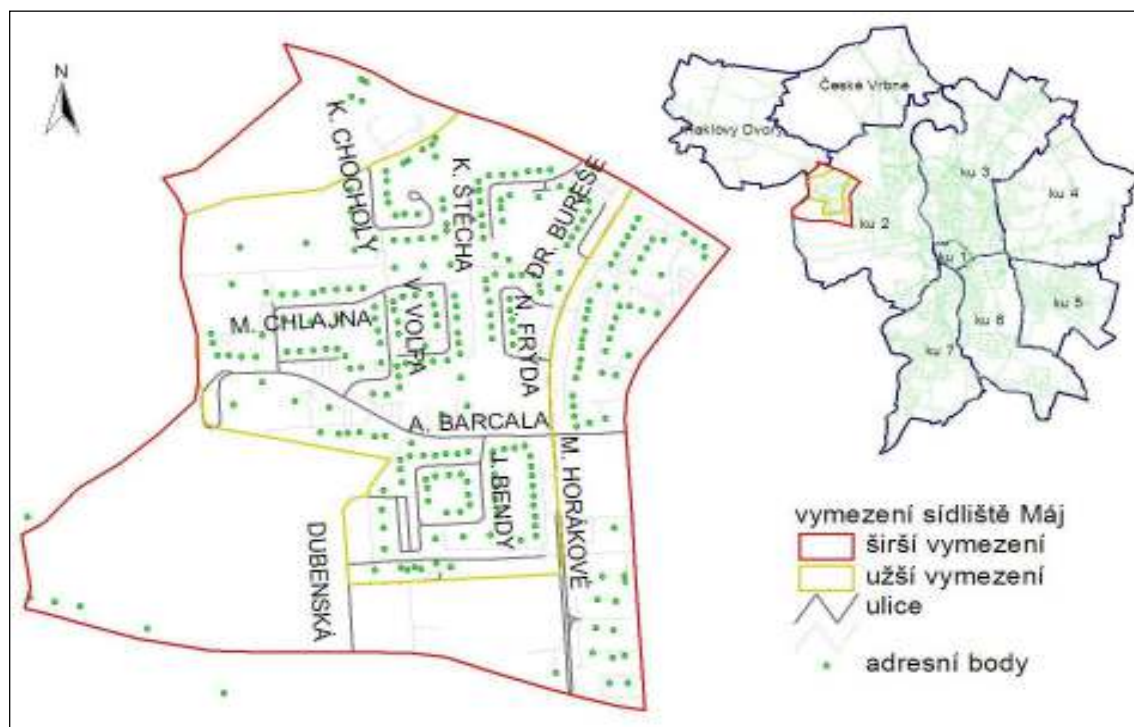 N
K. CHOCHOLY
K. ŠTĚCHA
DR. BUREŠE
M. CHLAJNA
V. VOLFA
N. FRÝDA
A. BARCALA
J. BENDY
M. HORÁKOVÉ
DUBENSKÁ
České Vrbné
Haklovy Dvory
ku 3
ku 4
ku 2
ku 1
ku 5
ku 6
ku 7
vymezení sídliště Máj
širší vymezení
užší vymezení
ulice
adresní body